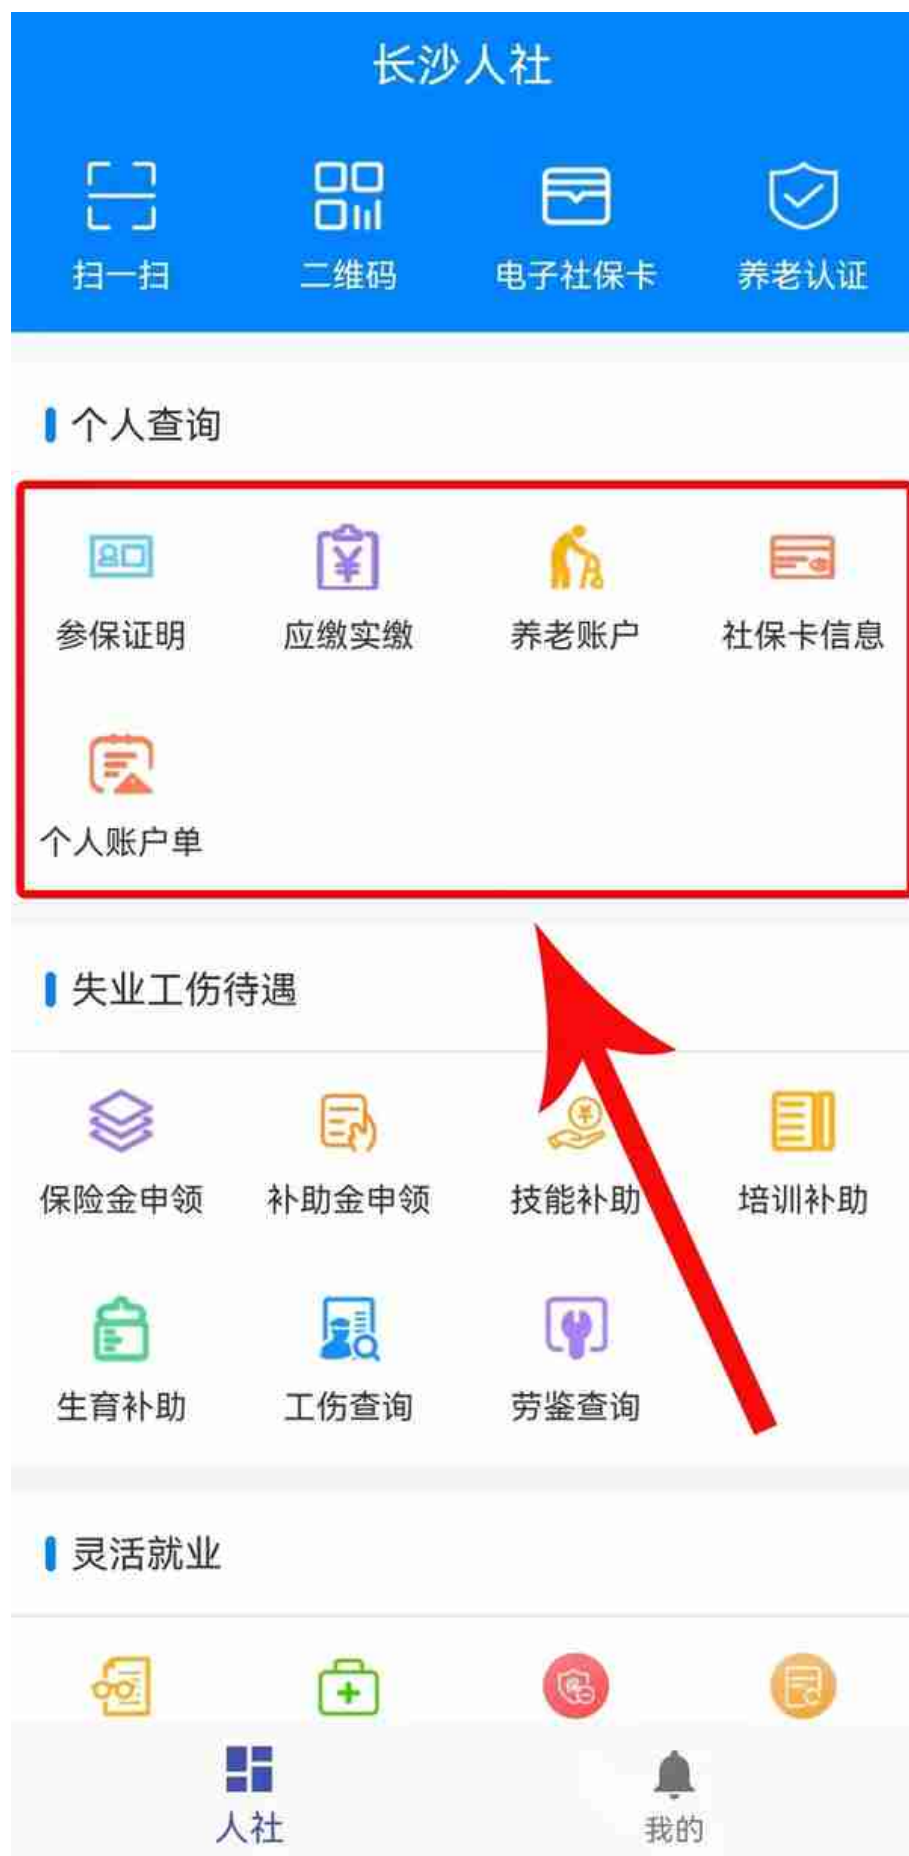 长沙人社
扫一扫 二维码 电子社保卡 养老认证
个人查询
参保证明 应缴实缴 养老账户 社保卡信息
个人账户单
失业工伤待遇
保险金申领 补助金申领 技能补助 培训补助
生育补助 工伤查询 劳鉴查询
灵活就业
人社 我的